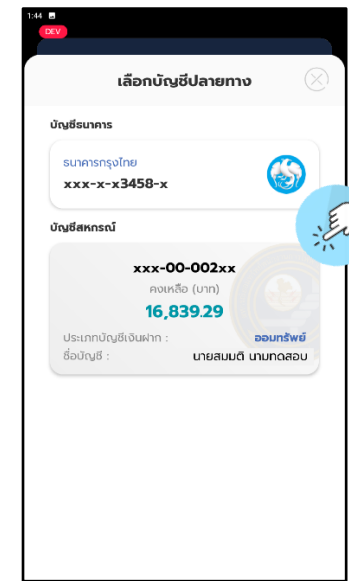 1:44
DEV
เลือกบัญชีปลายทาง
บัญชีธนาคาร
ธนาคารกรุงไทย
xxx-x-x3458-x
บัญชีสหกรณ์
xxx-00-002xx
คงเหลือ (บาท)
16,839.29
ประเภทบัญชีเงินฝาก : ออมทรัพย์
ชื่อบัญชี : นายสมมติ นามทดสอบ